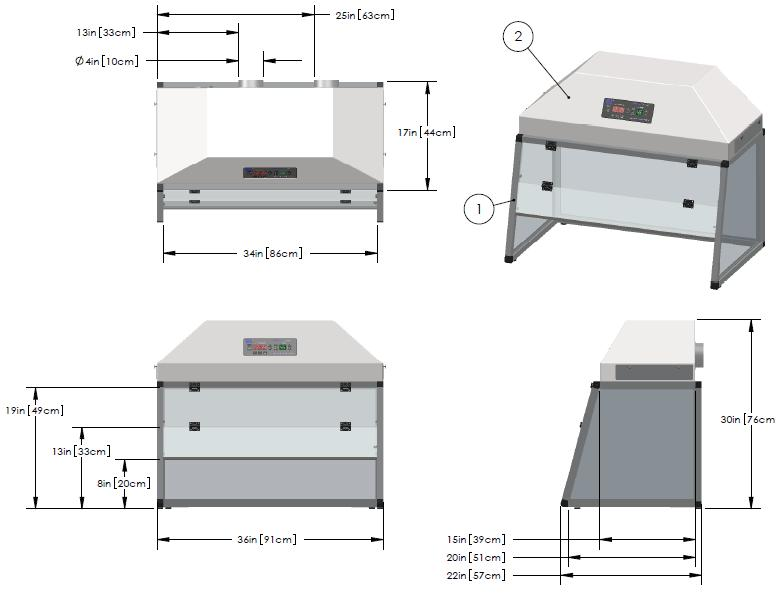 25in[63cm]
13in[33cm]
Ø4in[10cm]
17in[44cm]
34in[86cm]
2
1
19in[49cm]
13in[33cm]
8in[20cm]
36in[91cm]
30in[76cm
15in[39cm]
20in[51cm]
22in[57cm]